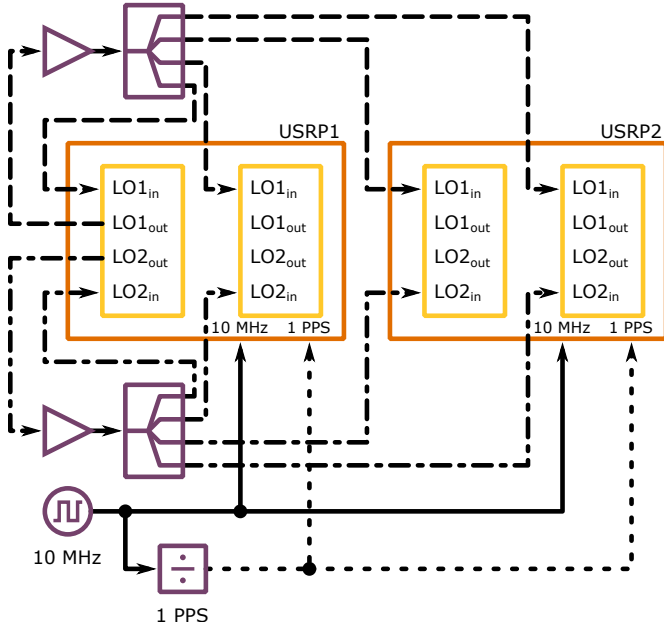 USRP1
USRP2
LO1in
LO1out
LO2out
LO2in
LO1in
LO1out
LO2out
LO2in
LO1in
LO1out
LO2out
LO2in
LO1in
LO1out
LO2out
LO2in
10 MHz
1 PPS
10 MHz
1 PPS
10 MHz
÷
1 PPS